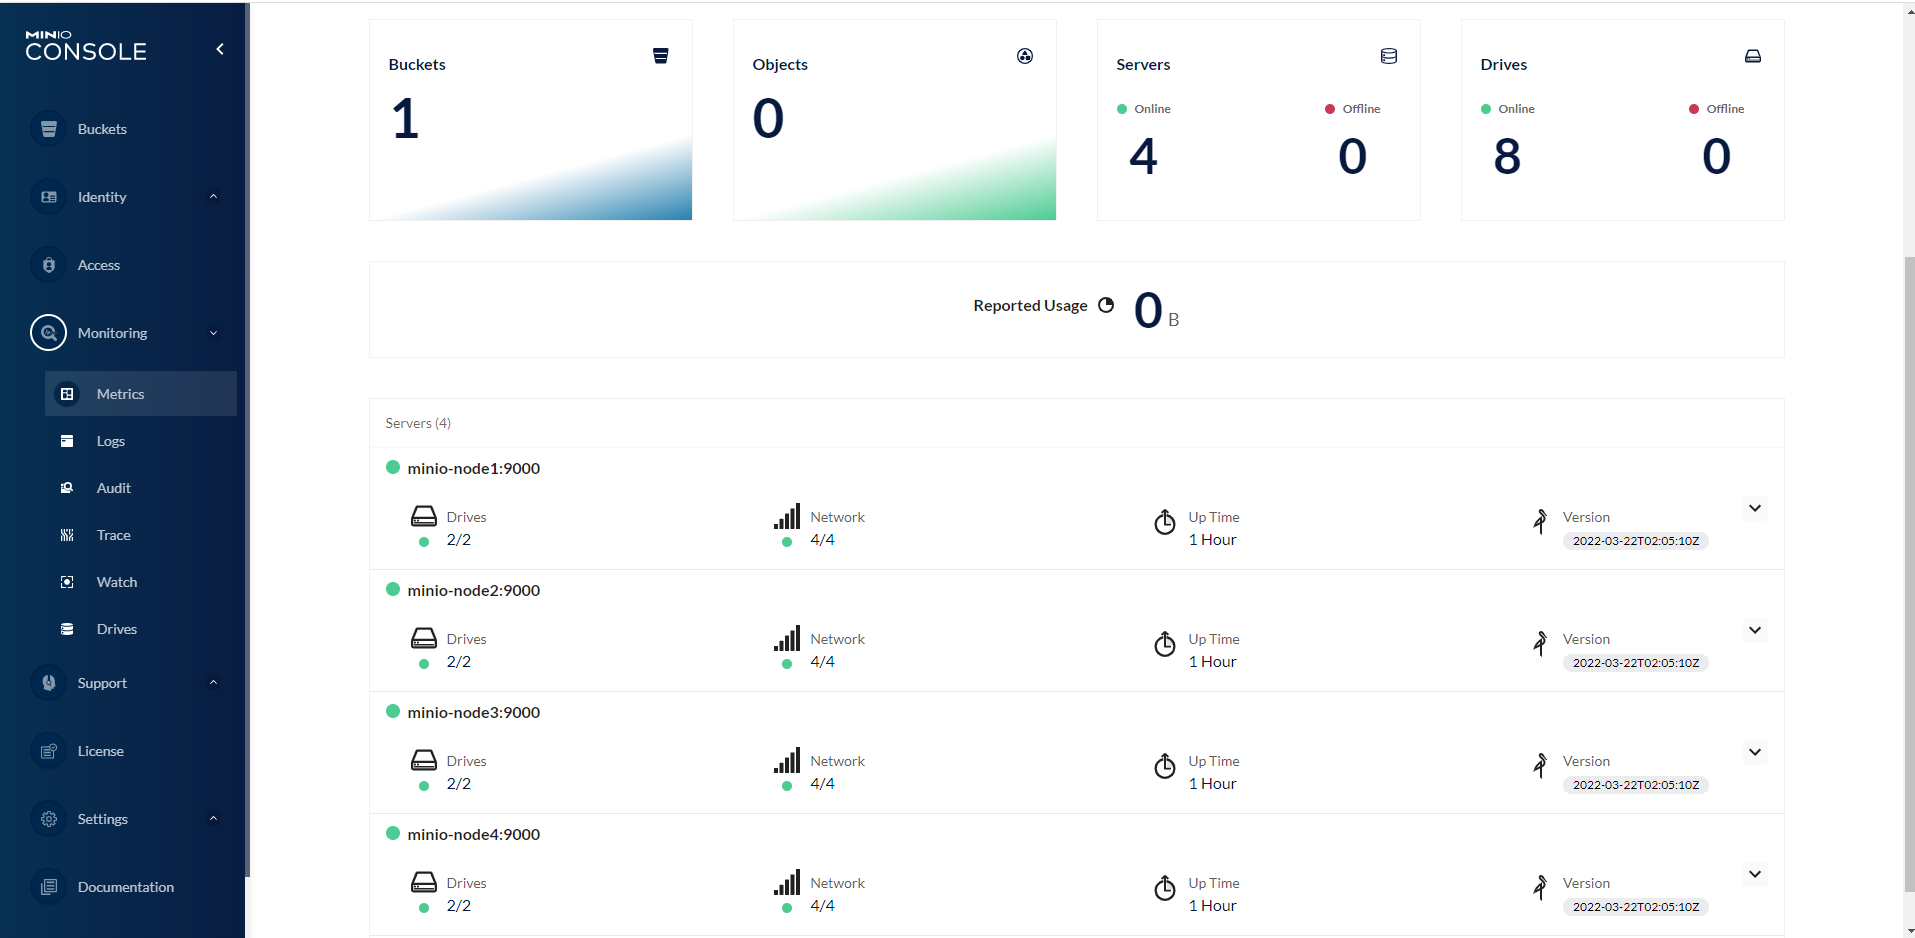 MINIO
CONSOLE
Buckets
Identity
Access
Monitoring
Metrics
Logs
Audit
Trace
Watch
Drives
Support
License
Settings
Documentation
Buckets
1
Objects
0
Servers
Online
Offline
4
0
Drives
Online
Offline
8
0
Reported Usage 0 B
Servers (4)
minio-node1:9000
Drives
2/2
Network
4/4
Up Time
1 Hour
Version
2022-03-22T02:05:10Z
minio-node2:9000
Drives
2/2
Network
4/4
Up Time
1 Hour
Version
2022-03-22T02:05:10Z
minio-node3:9000
Drives
2/2
Network
4/4
Up Time
1 Hour
Version
2022-03-22T02:05:10Z
minio-node4:9000
Drives
2/2
Network
4/4
Up Time
1 Hour
Version
2022-03-22T02:05:10Z